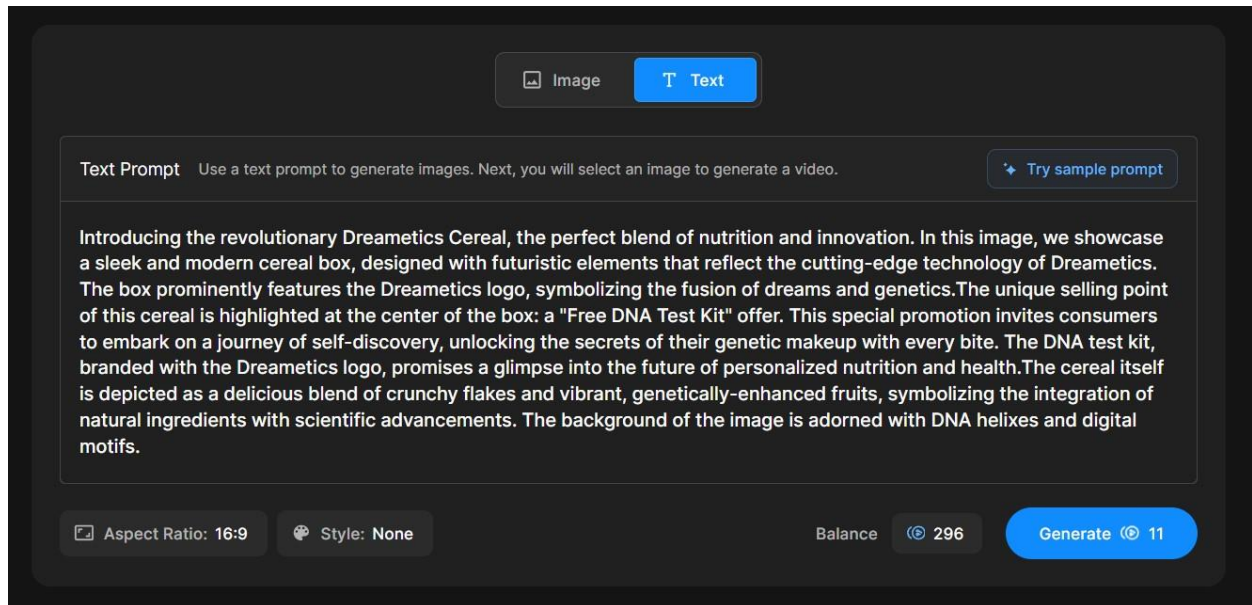 Image
Text
Text Prompt Use a text prompt to generate images. Next, you will select an image to generate a video.
Try sample prompt
Introducing the revolutionary Dreametics Cereal, the perfect blend of nutrition and innovation. In this image, we showcase
a sleek and modern cereal box, designed with futuristic elements that reflect the cutting-edge technology of Dreametics.
The box prominently features the Dreametics logo, symbolizing the fusion of dreams and genetics.The unique selling point
of this cereal is highlighted at the center of the box: a "Free DNA Test Kit" offer. This special promotion invites consumers
to embark on a journey of self-discovery, unlocking the secrets of their genetic makeup with every bite. The DNA test kit,
branded with the Dreametics logo, promises a glimpse into the future of personalized nutrition and health.The cereal itself
is depicted as a delicious blend of crunchy flakes and vibrant, genetically-enhanced fruits, symbolizing the integration of
natural ingredients with scientific advancements. The background of the image is adorned with DNA helixes and digital
motifs.
Aspect Ratio: 16:9
Style: None
Balance 296
Generate 11